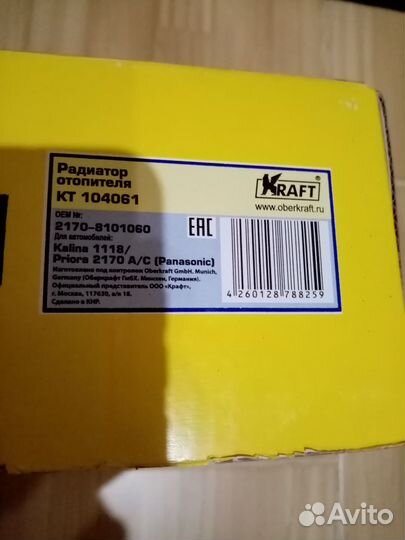 Радиатор
отопителя
КТ 104061
OEM №:
2170-8101060
Для автомобилей:
Kalina 1118/
Priora 2170 A/C (Panasonic)
Изготовлено под контролем Oberkraft GmbH. Munich,
Germany (Оберкрафт ГмбХ. Мюнхен, Германия).
Официальный представитель ООО «Крафт»,
г. Москва, 117630, а/я 18.
Сделано в КНР.
EAC
KRAFT®
www.oberkraft.ru
4 260128 788259
Avito